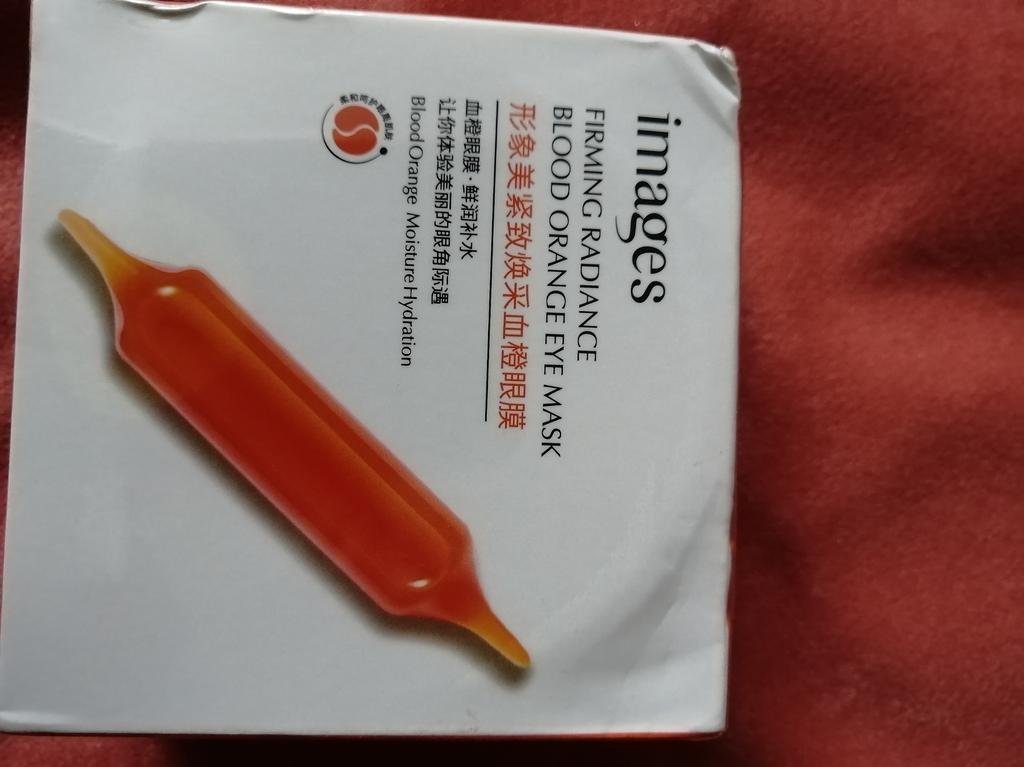 images
FIRMING RADIANCE
BLOOD ORANGE EYE MASK
形象美紧致焕采血橙眼膜
血橙眼膜·鲜润补水
让你体验美丽的眼角际遇
Blood Orange Moisture Hydration